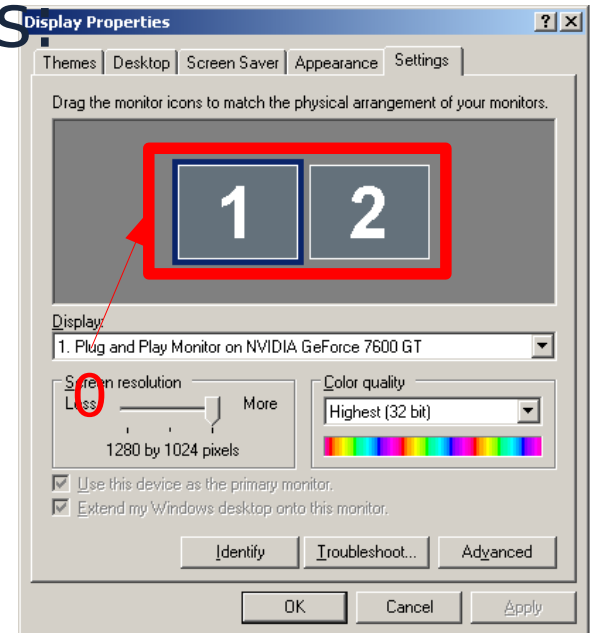 s:
Display Properties
Themes Desktop Screen Saver Appearance Settings
Drag the monitor icons to match the physical arrangement of your monitors.
1 2
Display:
1. Plug and Play Monitor on NVIDIA GeForce 7600 GT
Screen resolution
Less More
1280 by 1024 pixels
0
Color quality
Highest (32 bit)
Use this device as the primary monitor.
Extend my Windows desktop onto this monitor.
Identify Troubleshoot... Advanced
OK Cancel Apply